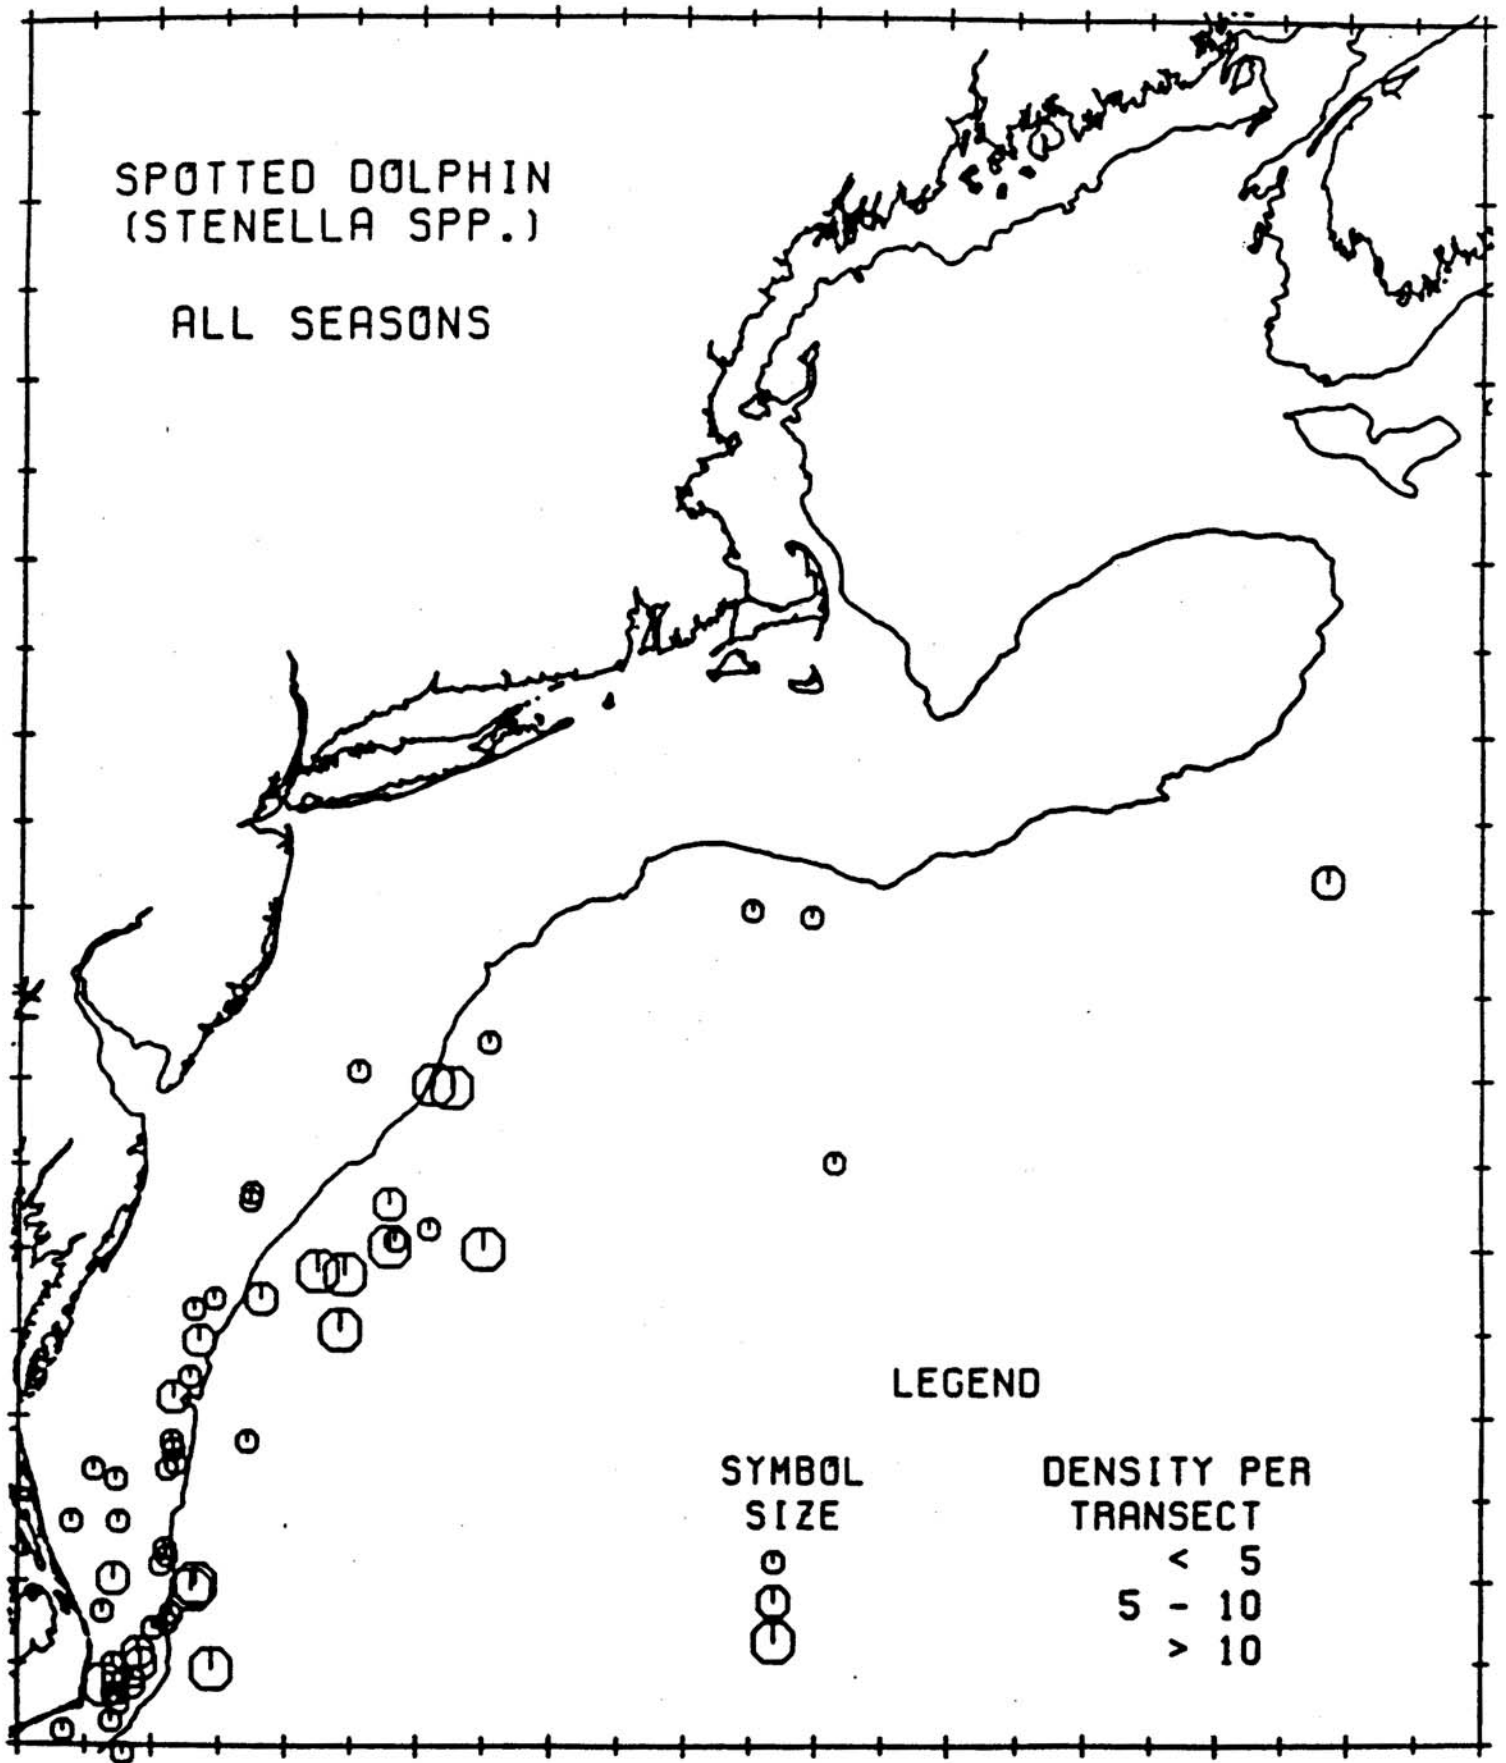 SPOTTED DOLPHIN
(STENELLA SPP.)
ALL SEASONS
LEGEND
SYMBOL SIZE
DENSITY PER TRANSECT
< 5
5 - 10
> 10